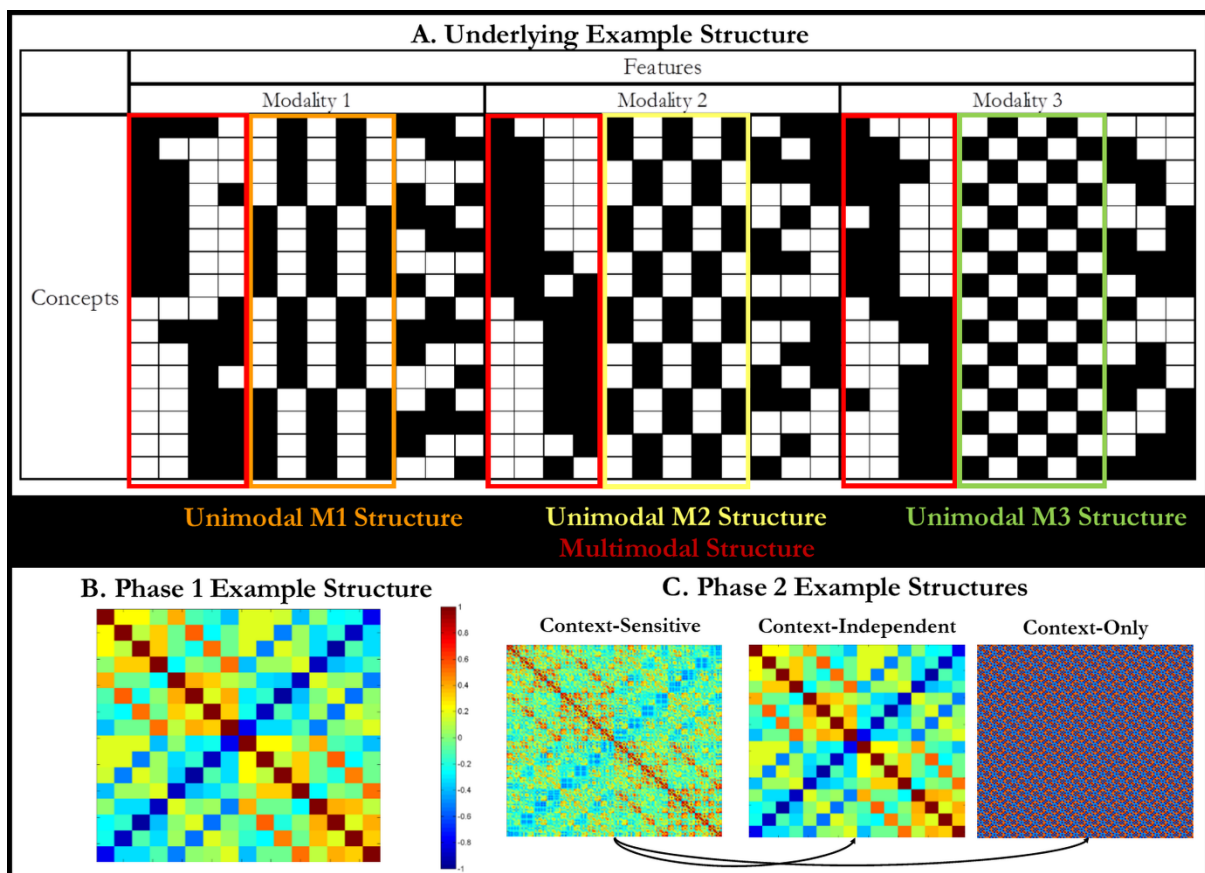 A. Underlying Example Structure
Features
Modality 1 Modality 2 Modality 3
Concepts
Unimodal M1 Structure Unimodal M2 Structure Unimodal M3 Structure
Multimodal Structure
B. Phase 1 Example Structure
C. Phase 2 Example Structures
Context-Sensitive Context-Independent Context-Only
1
0.8
0.6
0.4
0.2
0
-0.2
-0.4
-0.6
-0.8
-1